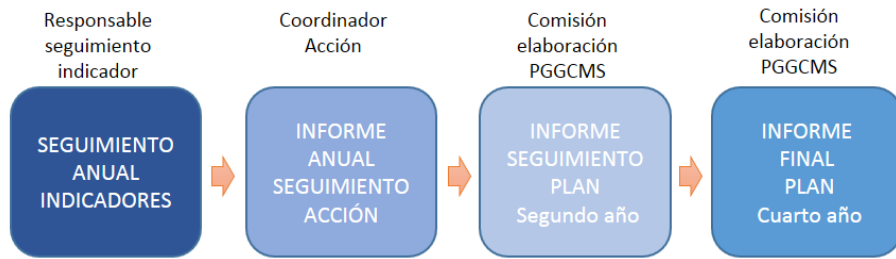 Responsable
seguimiento
indicador
SEGUIMIENTO
ANUAL
INDICADORES
Coordinador
Acción
INFORME
ANUAL
SEGUIMIENTO
ACCIÓN
Comisión
elaboración
PGGCMS
INFORME
SEGUIMIENTO
PLAN
Segundo año
Comisión
elaboración
PGGCMS
INFORME
FINAL
PLAN
Cuarto año